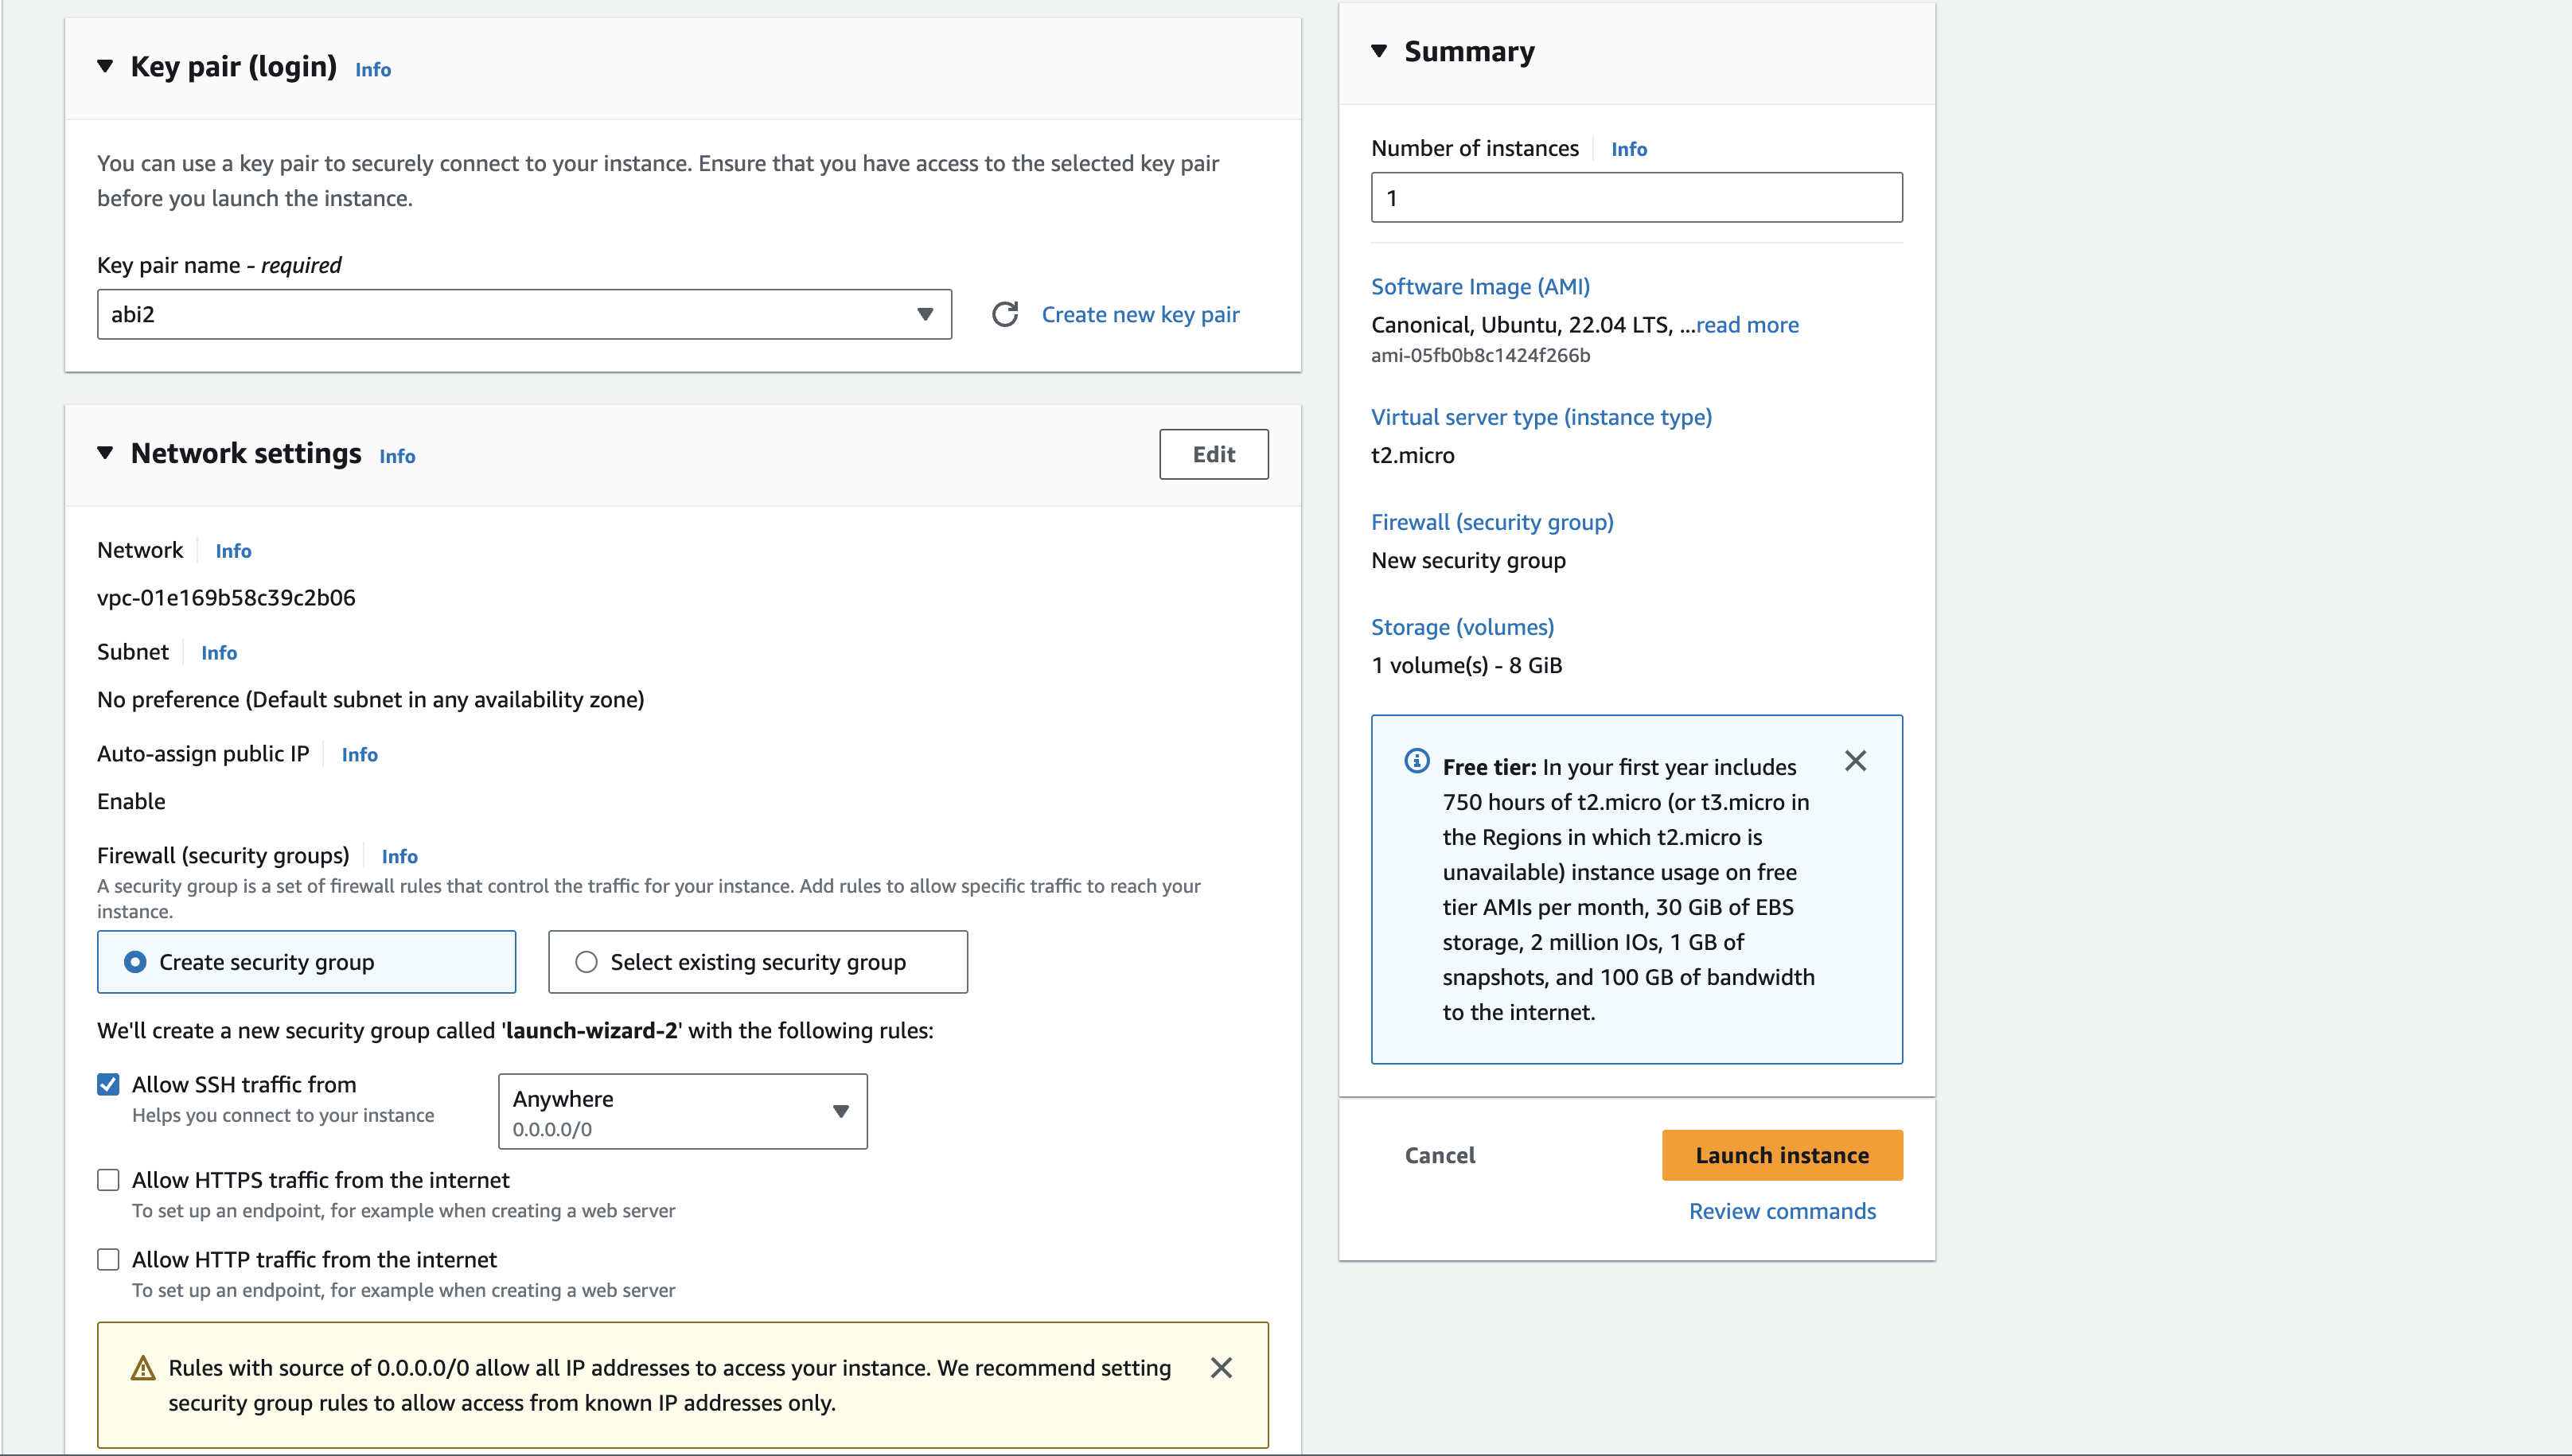 Key pair (login) Info
You can use a key pair to securely connect to your instance. Ensure that you have access to the selected key pair
before you launch the instance.
Key pair name - required
abi2
Create new key pair
Network settings Info
Edit
Network Info
vpc-01e169b58c39c2b06
Subnet Info
No preference (Default subnet in any availability zone)
Auto-assign public IP Info
Enable
Firewall (security groups) Info
A security group is a set of firewall rules that control the traffic for your instance. Add rules to allow specific traffic to reach your
instance.
Create security group
Select existing security group
We'll create a new security group called 'launch-wizard-2' with the following rules:
Allow SSH traffic from
Helps you connect to your instance
Anywhere
0.0.0.0/0
Allow HTTPS traffic from the internet
To set up an endpoint, for example when creating a web server
Allow HTTP traffic from the internet
To set up an endpoint, for example when creating a web server
Rules with source of 0.0.0.0/0 allow all IP addresses to access your instance. We recommend setting
security group rules to allow access from known IP addresses only.
Summary
Number of instances Info
1
Software Image (AMI)
Canonical, Ubuntu, 22.04 LTS, ...read more
ami-05fb0b8c1424f266b
Virtual server type (instance type)
t2.micro
Firewall (security group)
New security group
Storage (volumes)
1 volume(s) - 8 GiB
Free tier: In your first year includes
750 hours of t2.micro (or t3.micro in
the Regions in which t2.micro is
unavailable) instance usage on free
tier AMIs per month, 30 GiB of EBS
storage, 2 million IOs, 1 GB of
snapshots, and 100 GB of bandwidth
to the internet.
Cancel
Launch instance
Review commands